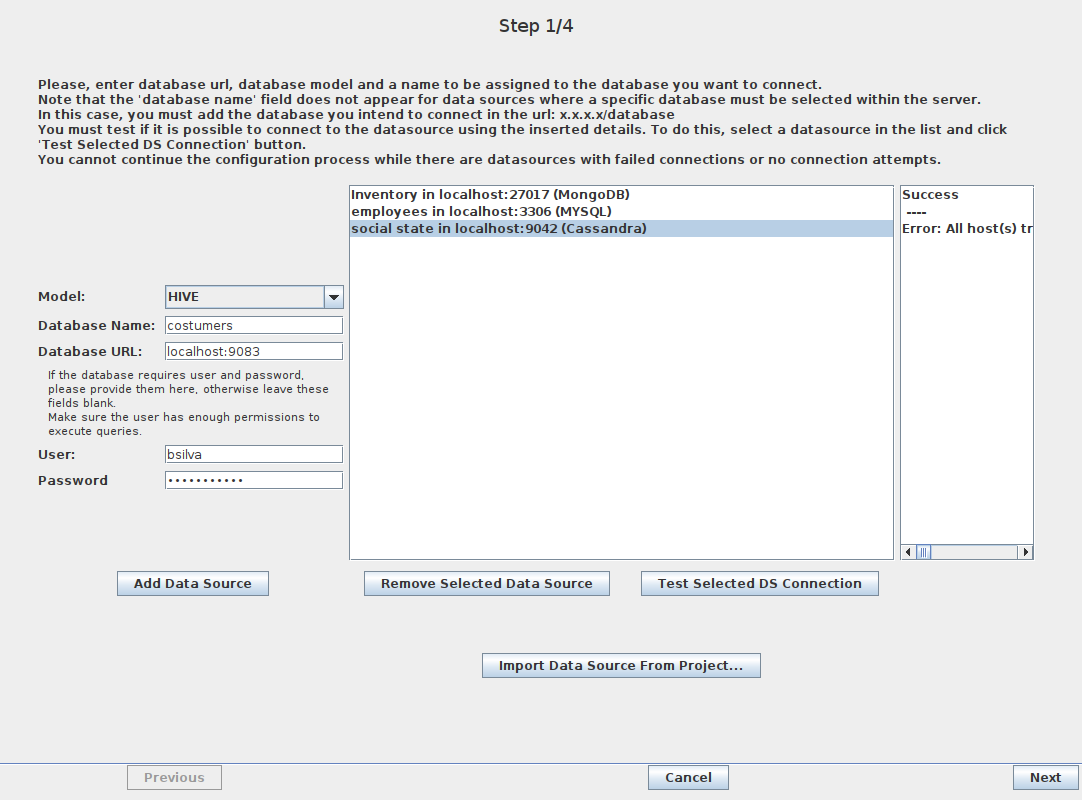 Step 1/4
Please, enter database url, database model and a name to be assigned to the database you want to connect.
Note that the 'database name' field does not appear for data sources where a specific database must be selected within the server.
In this case, you must add the database you intend to connect in the url: x.x.x.x/database
You must test if it is possible to connect to the datasource using the inserted details. To do this, select a datasource in the list and click
'Test Selected DS Connection' button.
You cannot continue the configuration process while there are datasources with failed connections or no connection attempts.
Inventory in localhost:27017 (MongoDB)
employees in localhost:3306 (MYSQL)
social state in localhost:9042 (Cassandra)
Success
----
Error: All host(s) tr
Model:
HIVE
Database Name:
costumers
Database URL:
localhost:9083
If the database requires user and password,
please provide them here, otherwise leave these
fields blank.
Make sure the user has enough permissions to
execute queries.
User:
bsilva
Password
•••••••••••
Add Data Source
Remove Selected Data Source
Test Selected DS Connection
Import Data Source From Project...
Previous
Cancel
Next